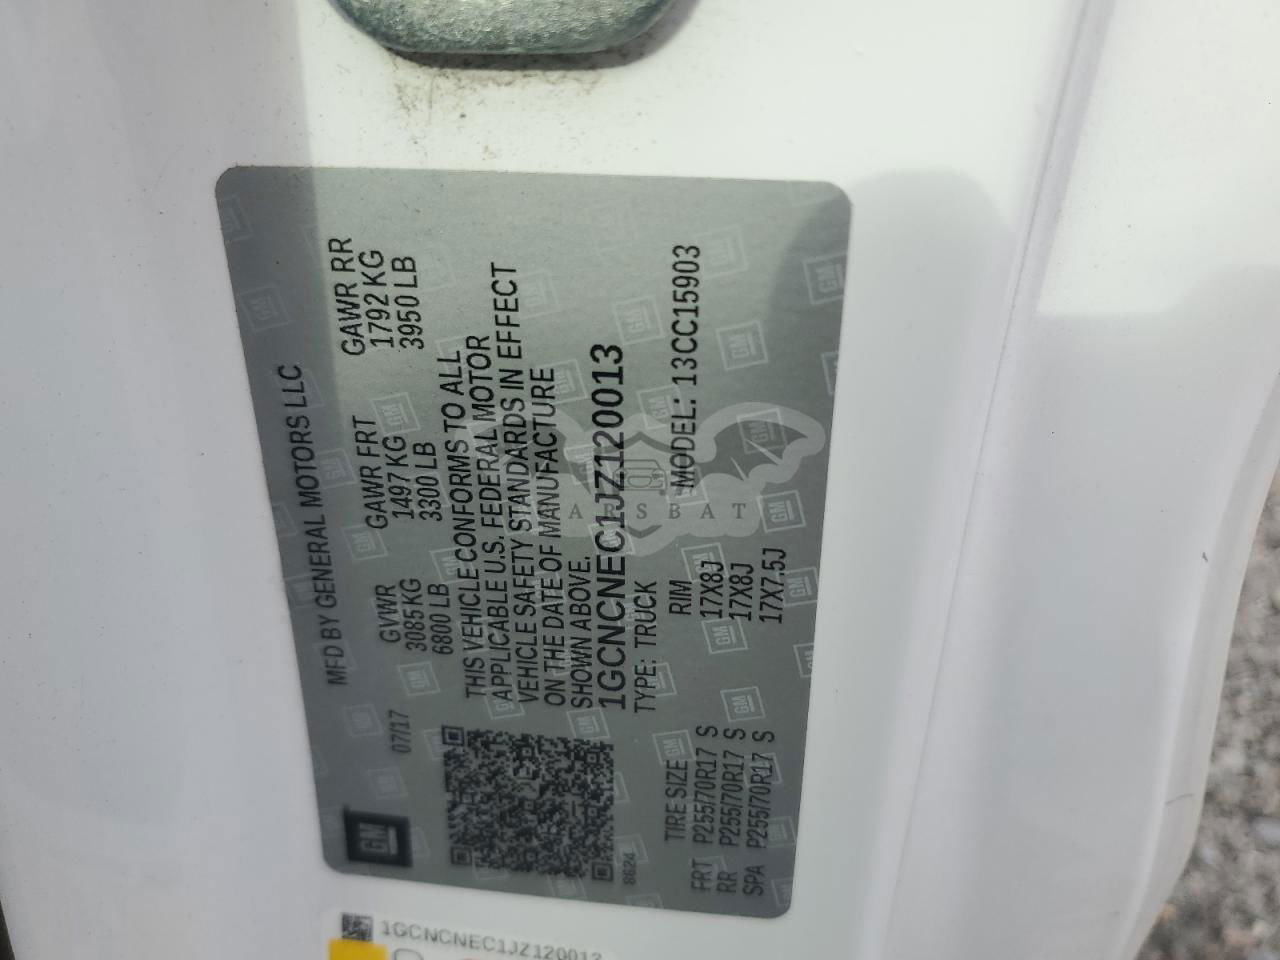 GM
MFD BY GENERAL MOTORS LLC
07/17
GVWR GAWR FRT GAWR RR
3085 KG 1497 KG 1792 KG
6800 LB 3300 LB 3950 LB
THIS VEHICLE CONFORMS TO ALL
APPLICABLE U.S. FEDERAL MOTOR
VEHICLE SAFETY STANDARDS IN EFFECT
ON THE DATE OF MANUFACTURE
SHOWN ABOVE.
1GCNCNEC1JZ120013
TYPE: TRUCK MODEL: 13CC15903
8624
TIRE SIZE RIM
FRT P255/70R17 S 17X8J
RR P255/70R17 S 17X8J
SPA P255/70R17 S 17X7.5J
1GCNCNEC1JZ120013
CARSBAT